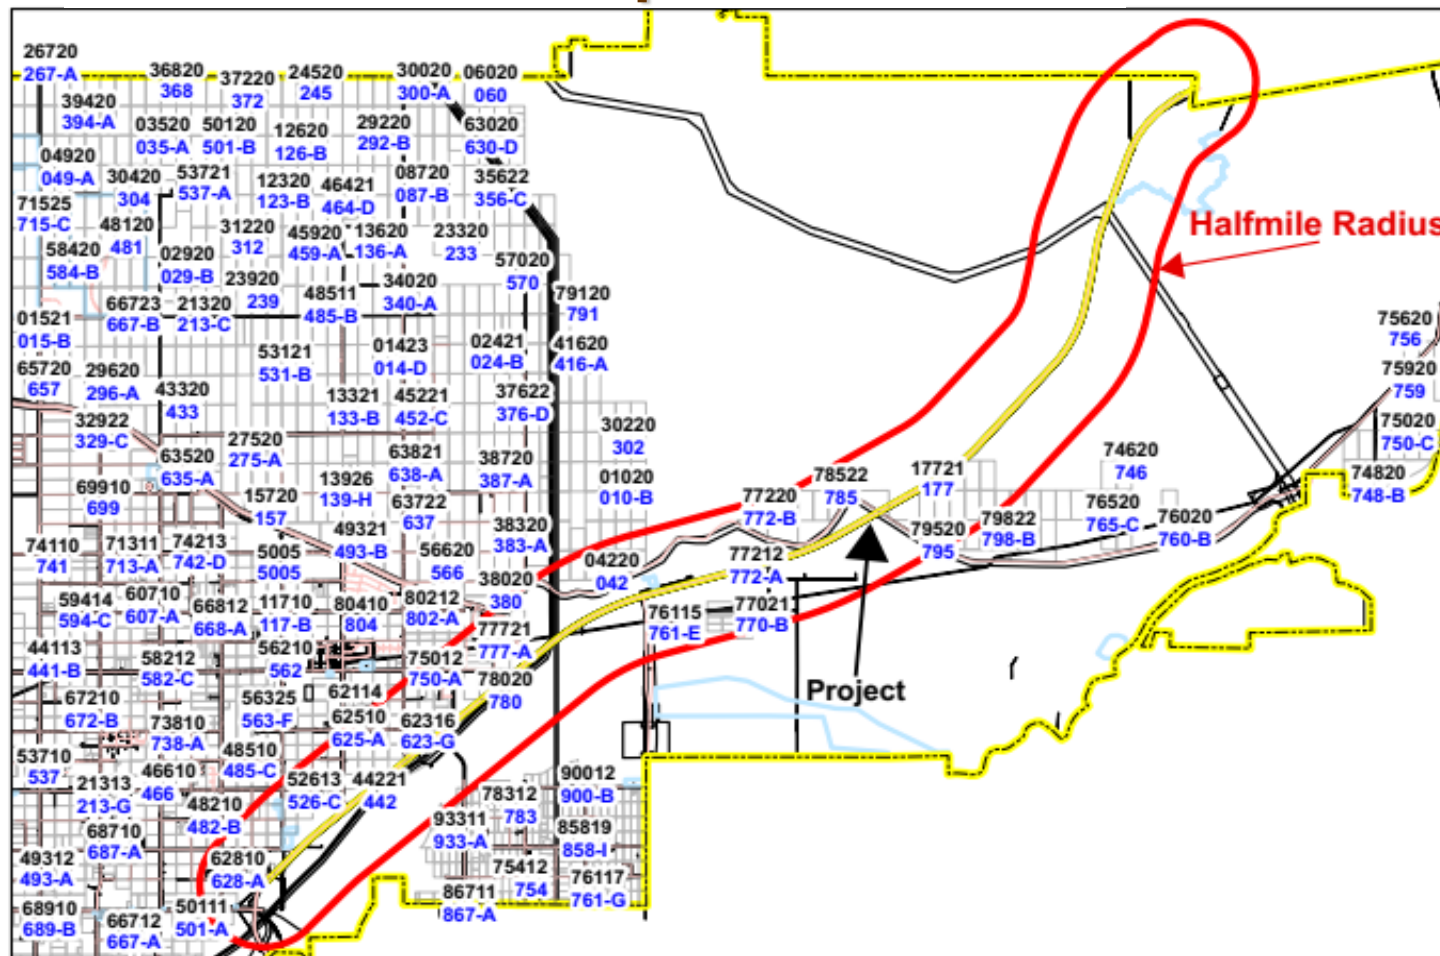 26720
267-A
36820
368
37220
372
24520
245
30020
300-A
06020
060
39420
394-A
03520
035-A
50120
501-B
12620
126-B
29220
292-B
63020
630-D
04920
049-A
30420
304
53721
537-A
12320
123-B
46421
464-D
08720
087-B
35622
356-C
71525
715-C
48120
481
31220
312
45920
459-A
13620
136-A
23320
233
Halfmile Radius
58420
584-B
02920
029-B
23920
239
34020
340-A
57020
570
79120
791
01521
015-B
66723
667-B
21320
213-C
48511
485-B
75620
756
65720
657
29620
296-A
53121
531-B
01423
014-D
02421
024-B
41620
416-A
75920
759
32922
329-C
43320
433
13321
133-B
45221
452-C
37622
376-D
30220
302
75020
750-C
63520
635-A
27520
275-A
63821
638-A
38720
387-A
01020
010-B
78522
785
17721
177
74620
746
74820
748-B
69910
699
15720
157
13926
139-H
63722
637
77220
772-B
76520
765-C
76020
760-B
74110
741
71311
713-A
74213
742-D
5005
5005
49321
493-B
56620
566
38320
383-A
04220
042
77212
772-A
79520
795
79822
798-B
59414
594-C
60710
607-A
66812
668-A
11710
117-B
80410
804
80212
802-A
38020
380
76115
761-E
77021
770-B
44113
441-B
58212
582-C
56210
562
75012
750-A
77721
777-A
67210
672-B
73810
738-A
56325
563-F
62114
62510
625-A
62316
623-G
78020
780
Project
53710
537
46610
466
48510
485-C
52613
526-C
44221
442
90012
900-B
21313
213-G
48210
482-B
78312
783
68710
687-A
93311
933-A
85819
858-I
49312
493-A
62810
628-A
75412
754
76117
761-G
68910
689-B
66712
667-A
50111
501-A
86711
867-A